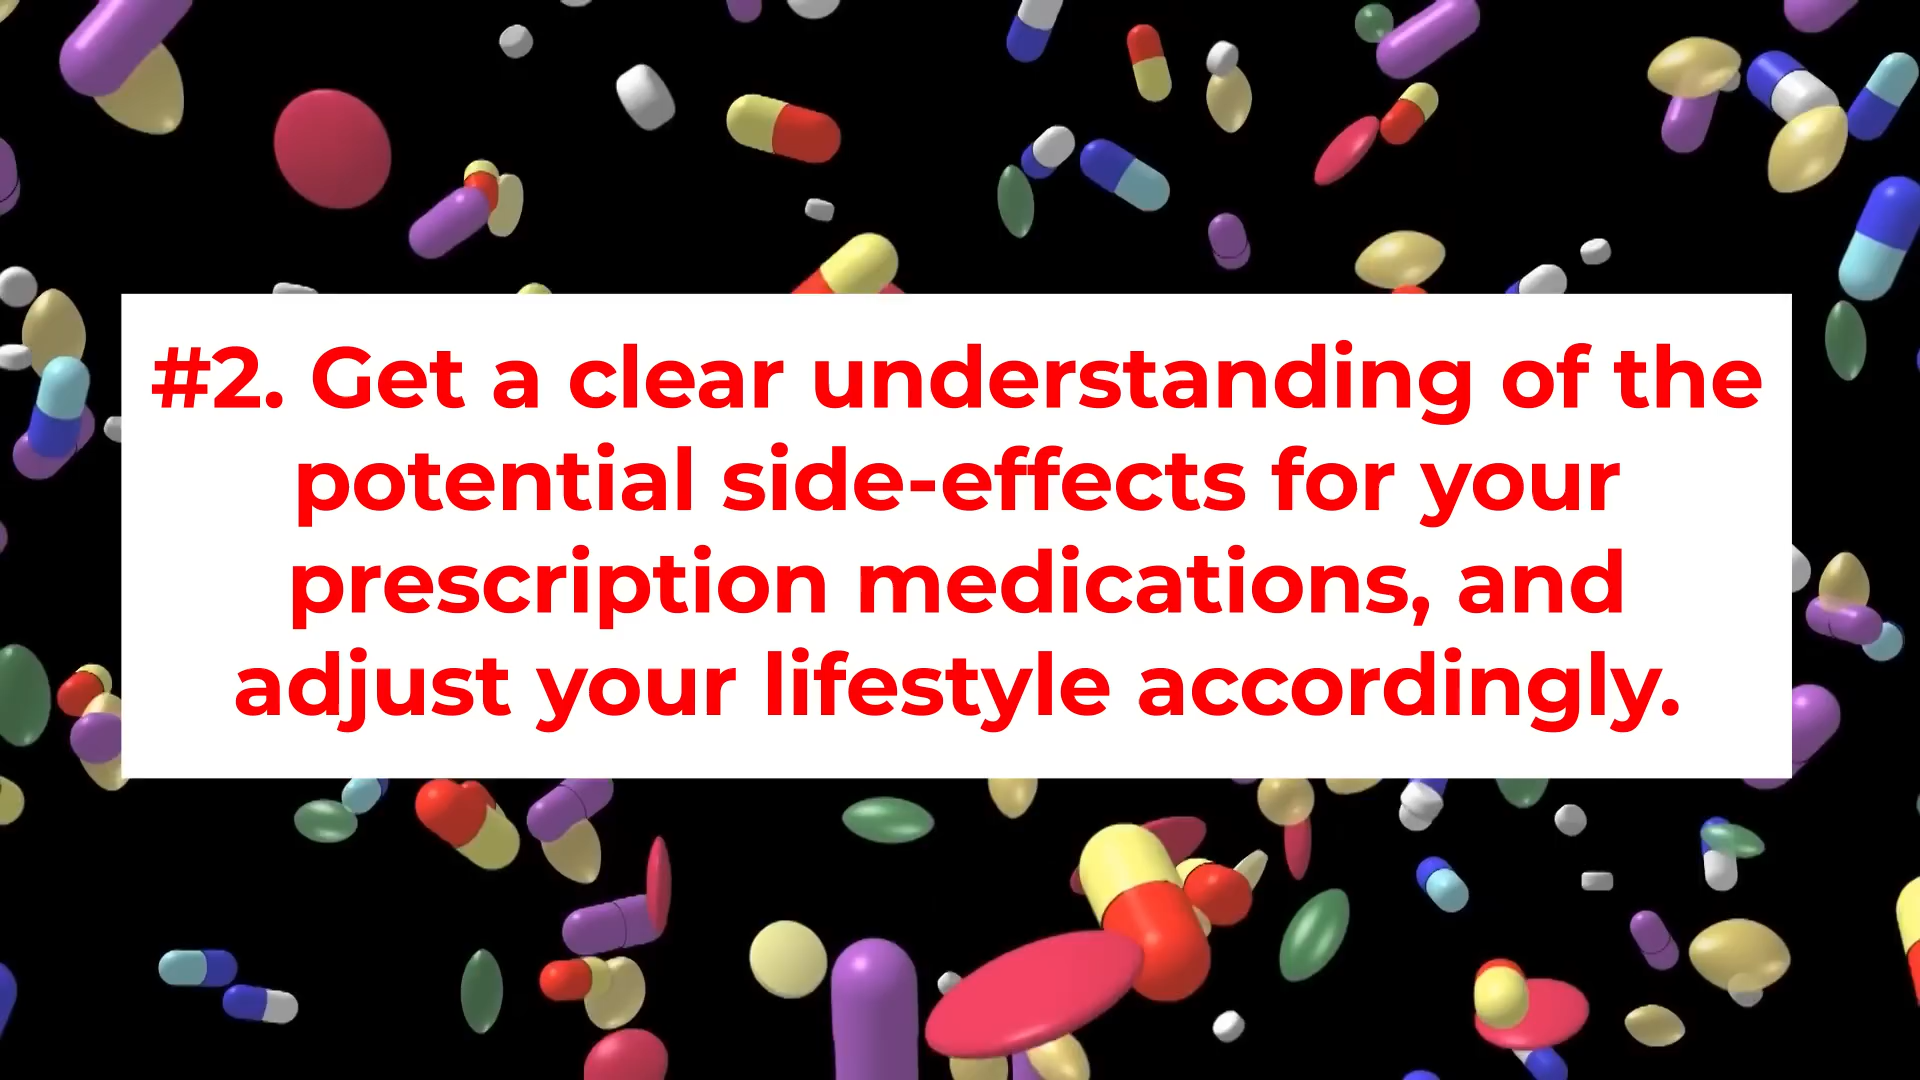 #2. Get a clear understanding of the
potential side-effects for your
prescription medications, and
adjust your lifestyle accordingly.